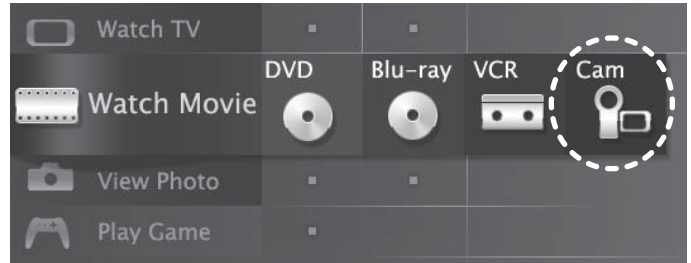 Watch TV
DVD Blu-ray VCR Cam
Watch Movie
View Photo
Play Game